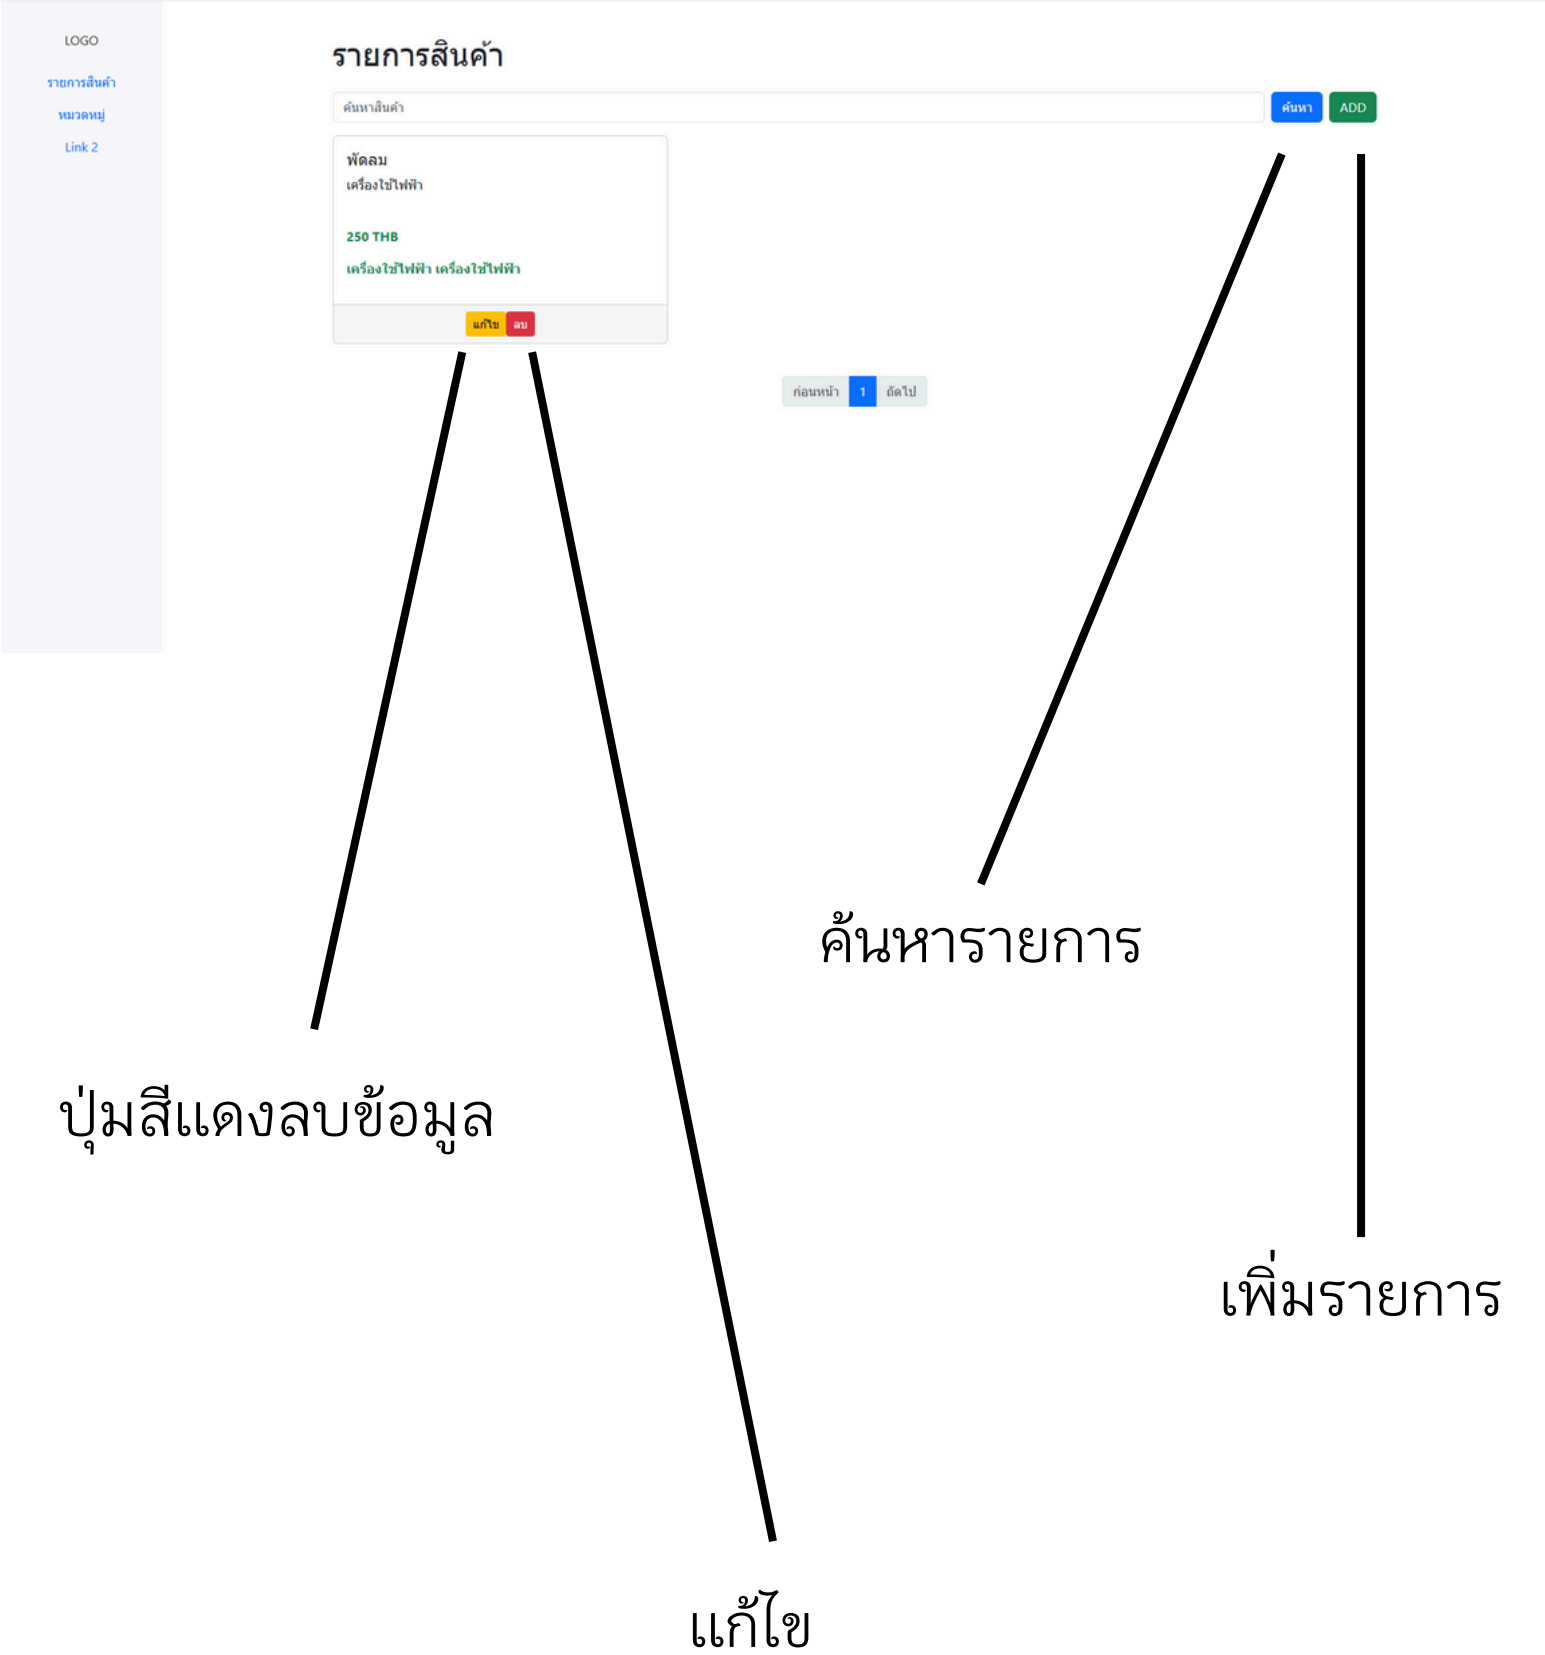 LOGO
รายการสินค้า
หมวดหมู่
Link 2
รายการสินค้า
ค้นหาสินค้า
ค้นหา
ADD
พัดลม
เครื่องใช้ไฟฟ้า
250 THB
เครื่องใช้ไฟฟ้า เครื่องใช้ไฟฟ้า
แก้ไข
ลบ
ก่อนหน้า
1
ถัดไป
ค้นหารายการ
ปุ่มสีแดงลบข้อมูล
เพิ่มรายการ
แก้ไข